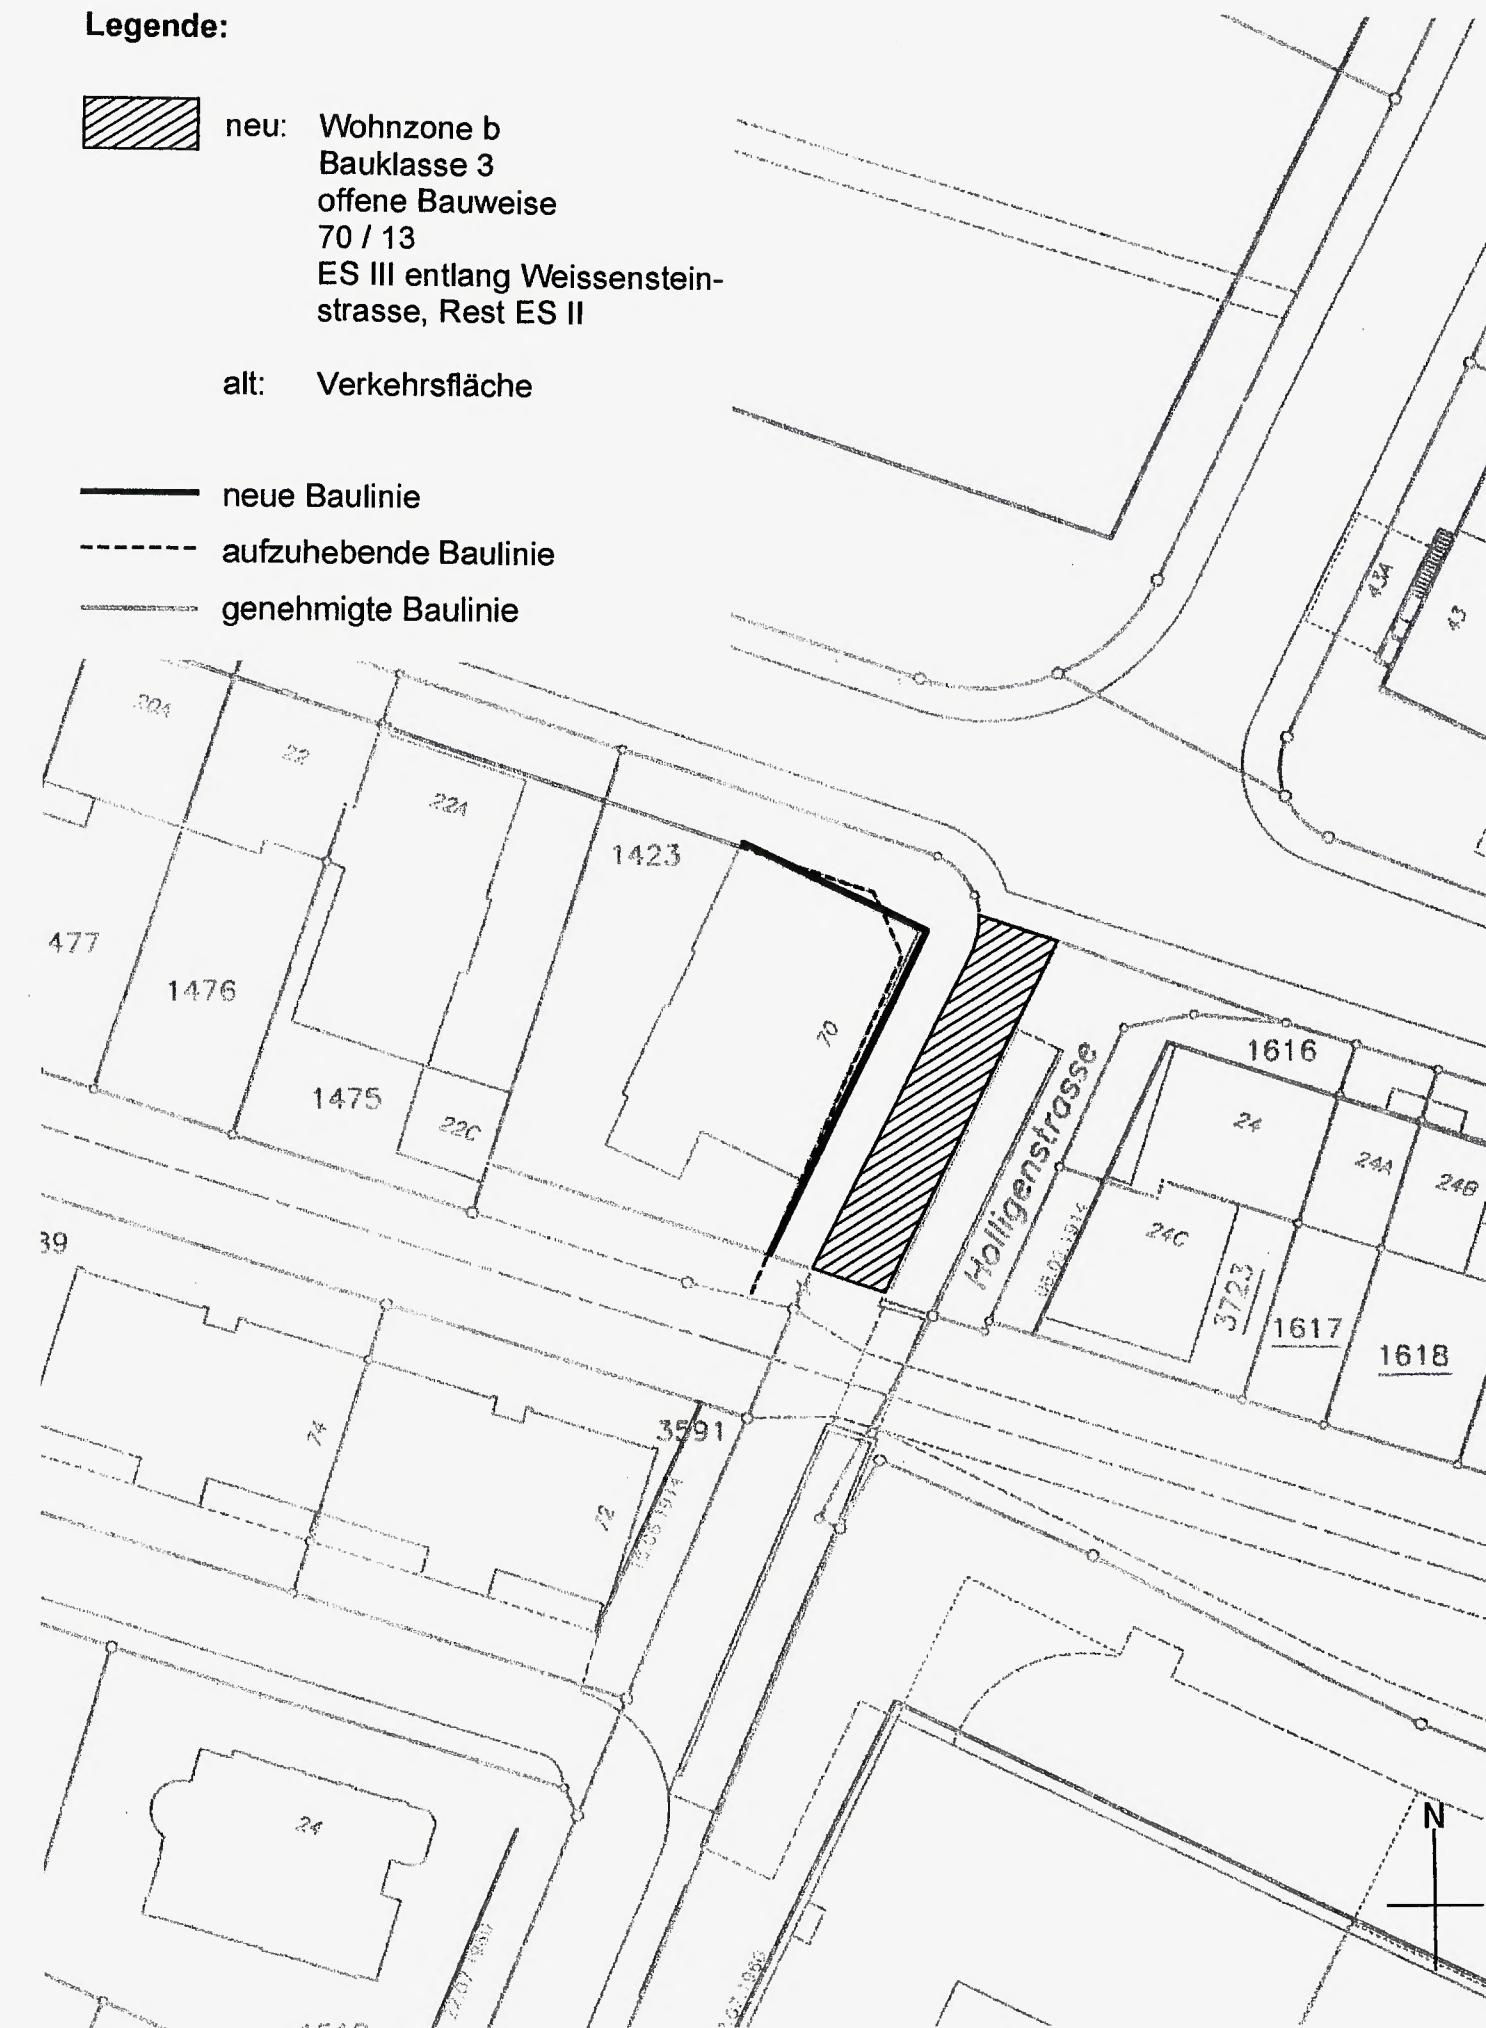 Legende:
neu: Wohnzone b
Bauklasse 3
offene Bauweise
70 / 13
ES III entlang Weissenstein-
strasse, Rest ES II
alt: Verkehrsfläche
neue Baulinie
aufzuhebende Baulinie
genehmigte Baulinie
43A
43
20A
22
22A
1423
477
1476
70
1475
22C
Holligenstrasse
1616
24
24A
24B
24C
39
3723
1617
1618
3591
74
72
24
N